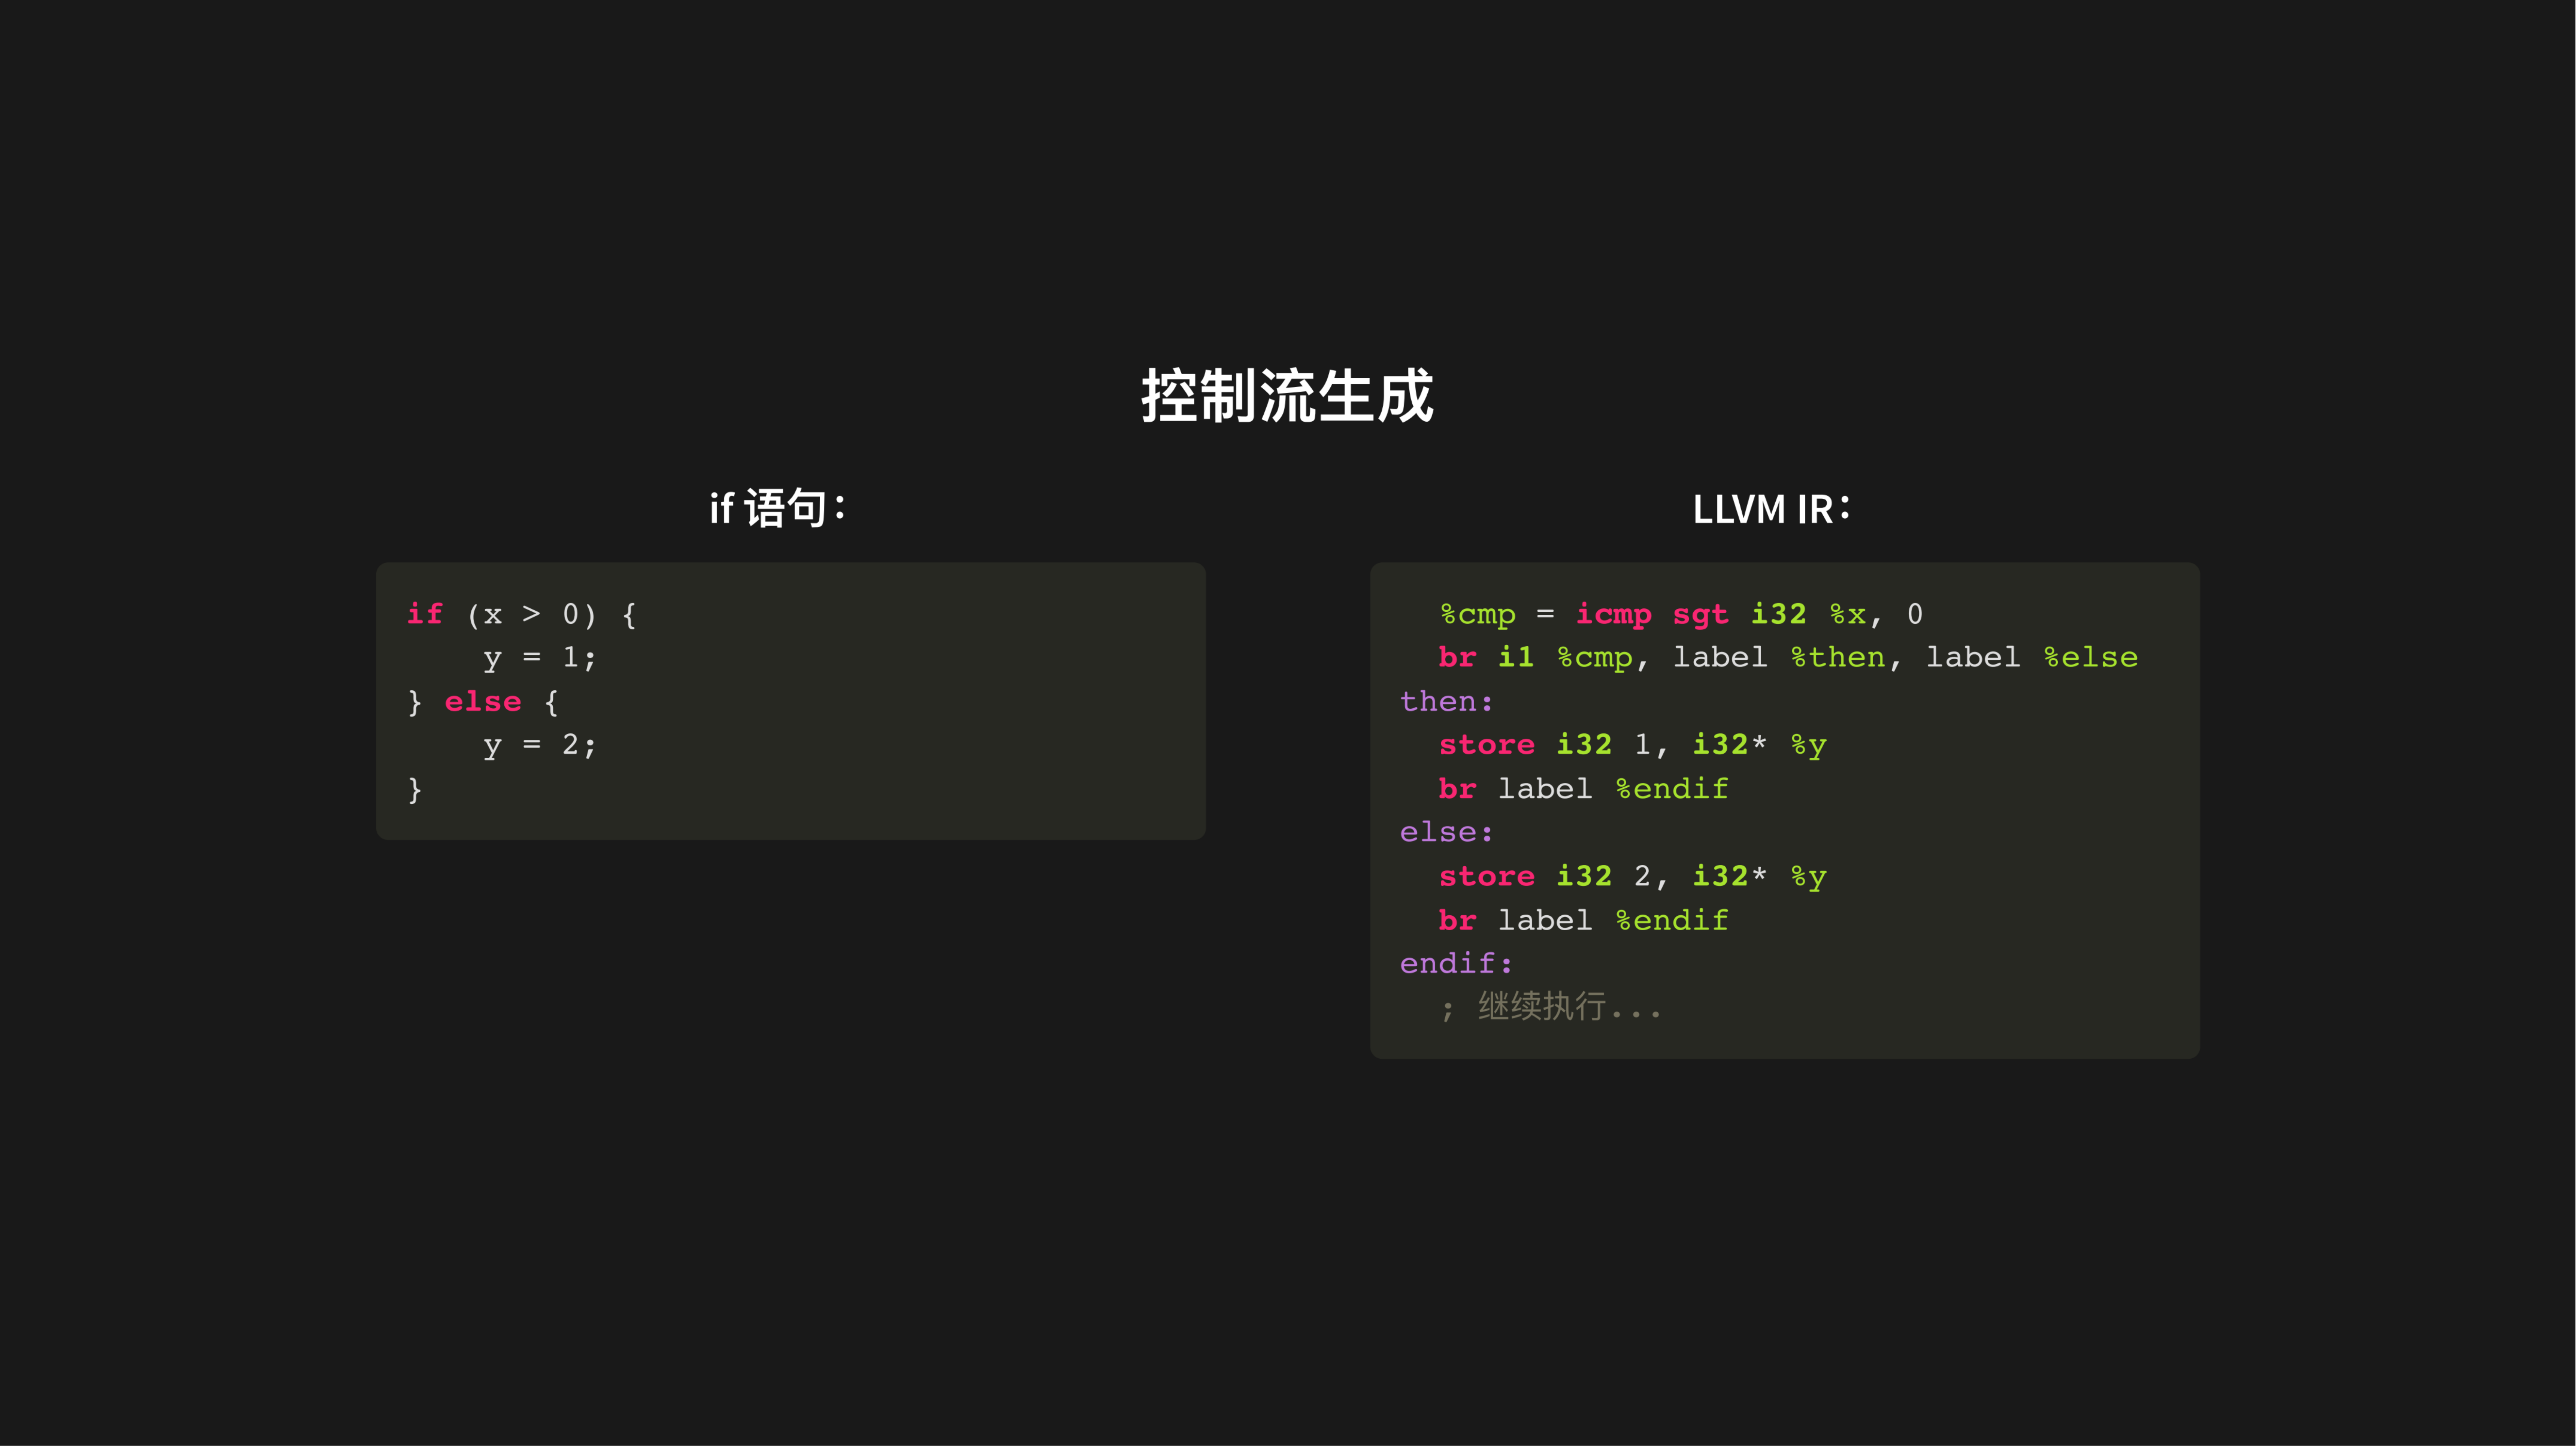 控制流生成
if 语句：
if (x > 0) {
    y = 1;
} else {
    y = 2;
}
LLVM IR：
  %cmp = icmp sgt i32 %x, 0
  br i1 %cmp, label %then, label %else
then:
  store i32 1, i32* %y
  br label %endif
else:
  store i32 2, i32* %y
  br label %endif
endif:
  ; 继续执行...